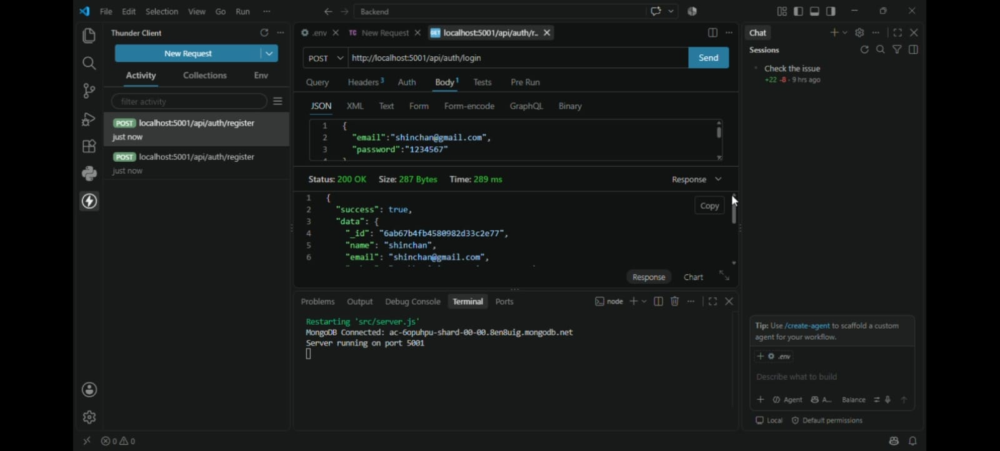 File Edit Selection View Go Run ···
Backend
Thunder Client
New Request
Activity Collections Env
filter activity
POST localhost:5001/api/auth/register
just now
POST localhost:5001/api/auth/register
just now
.env TC New Request GET localhost:5001/api/auth/r...
POST http://localhost:5001/api/auth/login Send
Query Headers 3 Auth Body 1 Tests Pre Run
JSON XML Text Form Form-encode GraphQL Binary
1 {
2 "email":"shinchan@gmail.com",
3 "password":"1234567"
Status: 200 OK Size: 287 Bytes Time: 289 ms Response
1 {
2 "success": true,
3 "data": {
4 "_id": "6ab67b4fb4580982d33c2e77",
5 "name": "shinchan",
6 "email": "shinchan@gmail.com",
Copy
Response Chart
Problems Output Debug Console Terminal Ports
node
Restarting 'src/server.js'
MongoDB Connected: ac-6opuhpu-shard-00-00.8en8uig.mongodb.net
Server running on port 5001
Chat
Sessions
Check the issue
+22 -8 · 9 hrs ago
Tip: Use /create-agent to scaffold a custom
agent for your workflow.
.env
Describe what to build
Agent A... Balance
Local Default permissions
0 0